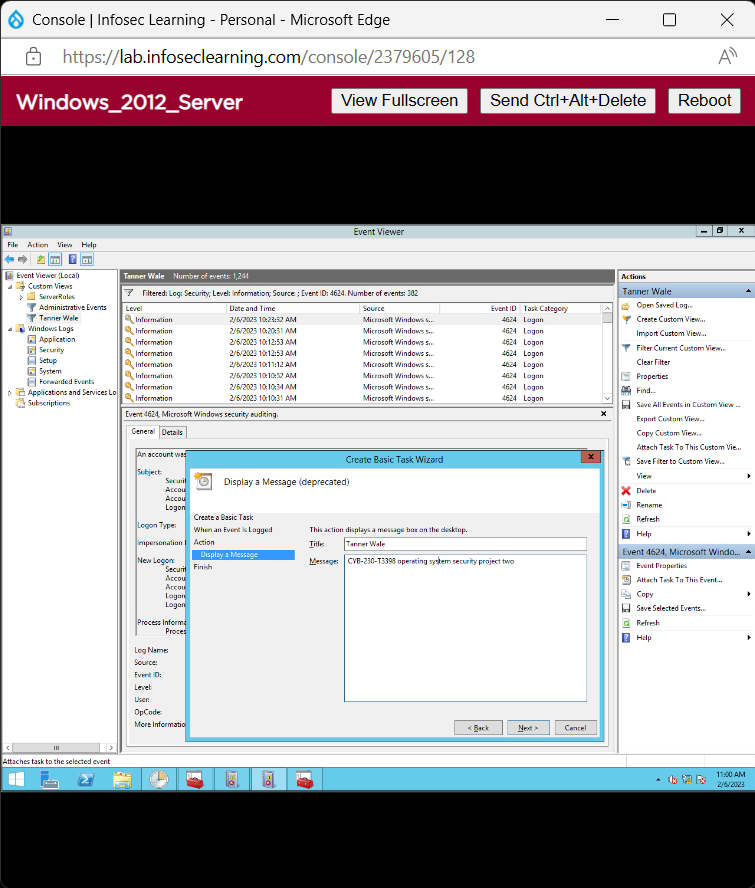 Console | Infosec Learning - Personal - Microsoft Edge
https://lab.infoseclearning.com/console/2379605/128
Windows_2012_Server
View Fullscreen
Send Ctrl+Alt+Delete
Reboot
Event Viewer
File Action View Help
Event Viewer (Local)
Custom Views
ServerRoles
Administrative Events
Tanner Wale
Windows Logs
Application
Security
Setup
System
Forwarded Events
Applications and Services Lo
Subscriptions
Tanner Wale Number of events: 1,244
Filtered: Log: Security; Level: Information; Source: ; Event ID: 4624. Number of events: 382
Level Date and Time Source Event ID Task Category
Information 2/6/2023 10:23:32 AM Microsoft Windows s... 4624 Logon
Information 2/6/2023 10:20:31 AM Microsoft Windows s... 4624 Logon
Information 2/6/2023 10:12:53 AM Microsoft Windows s... 4624 Logon
Information 2/6/2023 10:12:53 AM Microsoft Windows s... 4624 Logon
Information 2/6/2023 10:11:12 AM Microsoft Windows s... 4624 Logon
Information 2/6/2023 10:10:52 AM Microsoft Windows s... 4624 Logon
Information 2/6/2023 10:10:34 AM Microsoft Windows s... 4624 Logon
Information 2/6/2023 10:10:31 AM Microsoft Windows s... 4624 Logon
Event 4624, Microsoft Windows security auditing.
General Details
An account was
Subject:
Securi
Accou
Accou
Logon
Logon Type:
Impersonation
New Logon:
Securi
Accou
Accou
Logon
Logon
Process Informa
Proces
Log Name:
Source:
Event ID:
Level:
User:
OpCode:
More Informatio
Create Basic Task Wizard
Display a Message (deprecated)
Create a Basic Task
When an Event Is Logged
Action
Display a Message
Finish
This action displays a message box on the desktop.
Title: Tanner Wale
Message: CYB-230-T3398 operating system security project two
< Back
Next >
Cancel
Actions
Tanner Wale
Open Saved Log...
Create Custom View...
Import Custom View...
Filter Current Custom View...
Clear Filter
Properties
Find...
Save All Events in Custom View ...
Export Custom View...
Copy Custom View...
Attach Task To This Custom Vie...
Save Filter to Custom View...
View
Delete
Rename
Refresh
Help
Event 4624, Microsoft Windo...
Event Properties
Attach Task To This Event...
Copy
Save Selected Events...
Refresh
Help
Attaches task to the selected event
11:00 AM
2/6/2023